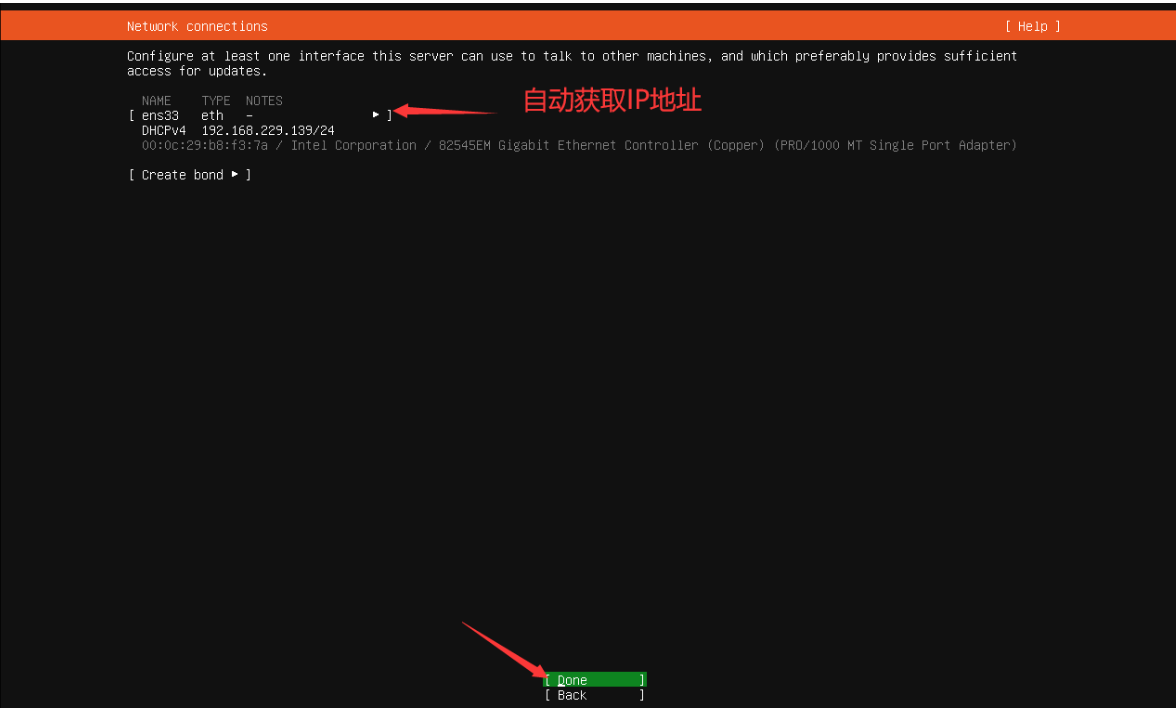 Network connections [ Help ]
Configure at least one interface this server can use to talk to other machines, and which preferably provides sufficient
access for updates.
自动获取IP地址
NAME TYPE NOTES
[ ens33 eth - ▸ ]
DHCPv4 192.168.229.139/24
00:0c:29:b8:f3:7a / Intel Corporation / 82545EM Gigabit Ethernet Controller (Copper) (PRO/1000 MT Single Port Adapter)
[ Create bond ▸ ]
[ Done ]
[ Back ]